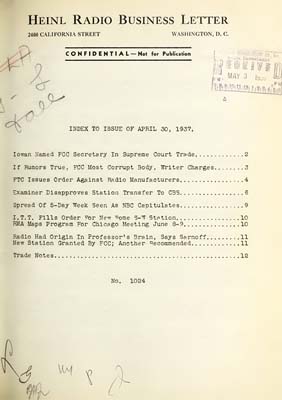 HEINL RADIO BUSINESS LETTER
2400 CALIFORNIA STREET WASHINGTON, D. C.
CONFIDENTIAL—Not for Publication
MAY 3
INDEX TO ISSUE OF APRIL 30, 1937.
Iowan Named FCC Secretary In Supreme Court Trade............2
If Rumors True, FCC Most Corrupt Body, Writer Charges.......3
FTC Issues Order Against Radio Manufacturers................4
Examiner Disapproves Station Transfer To CBS................6
Spread Of 5-Day Week Seen As NBC Capitulates................9
I.T.T. Fills Order For New Rome S-W Station................10
RMA Maps Program For Chicago Meeting June 8-9..............10
Radio Had Origin In Professor's Brain, Says Sarnoff........11
New Station Granted By FCC; Another Recommended............11
Trade Notes................................................12
No. 1024